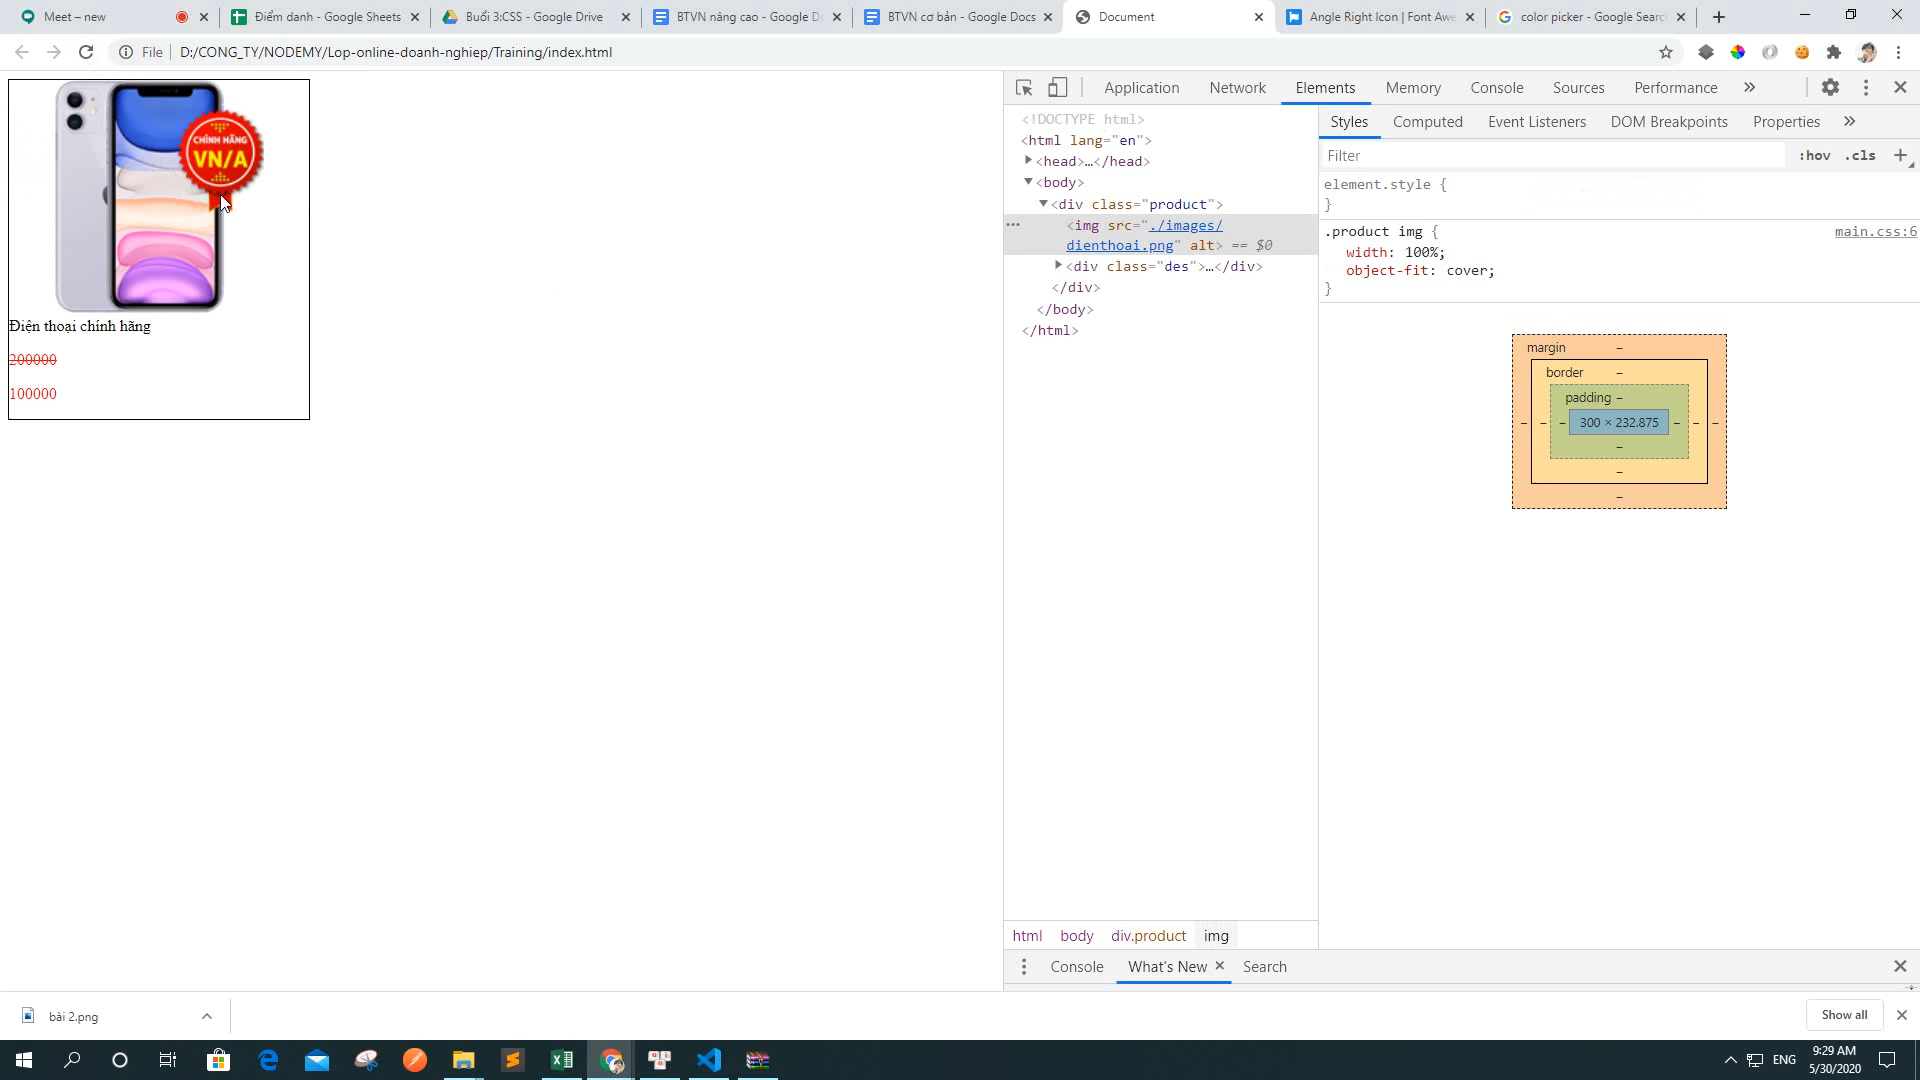 Meet – new
Điểm danh - Google Sheets
Buổi 3:CSS - Google Drive
BTVN nâng cao - Google Do
BTVN cơ bản - Google Docs
Document
Angle Right Icon | Font Awe
color picker - Google Searc
File
D:/CONG_TY/NODEMY/Lop-online-doanh-nghiep/Training/index.html
CHÍNH HÃNG
VN/A
Điện thoại chính hãng
200000
100000
Application
Network
Elements
Memory
Console
Sources
Performance
<!DOCTYPE html>
<html lang="en">
<head>…</head>
<body>
<div class="product">
<img src="./images/
dienthoai.png" alt> == $0
<div class="des">…</div>
</div>
</body>
</html>
html body div.product img
Styles
Computed
Event Listeners
DOM Breakpoints
Properties
Filter
:hov
.cls
element.style {
}
.product img {
main.css:6
width: 100%;
object-fit: cover;
}
margin –
border –
padding –
– – – 300 × 232.875 – – –
–
–
–
Console
What's New
Search
bài 2.png
Show all
ENG
9:29 AM
5/30/2020